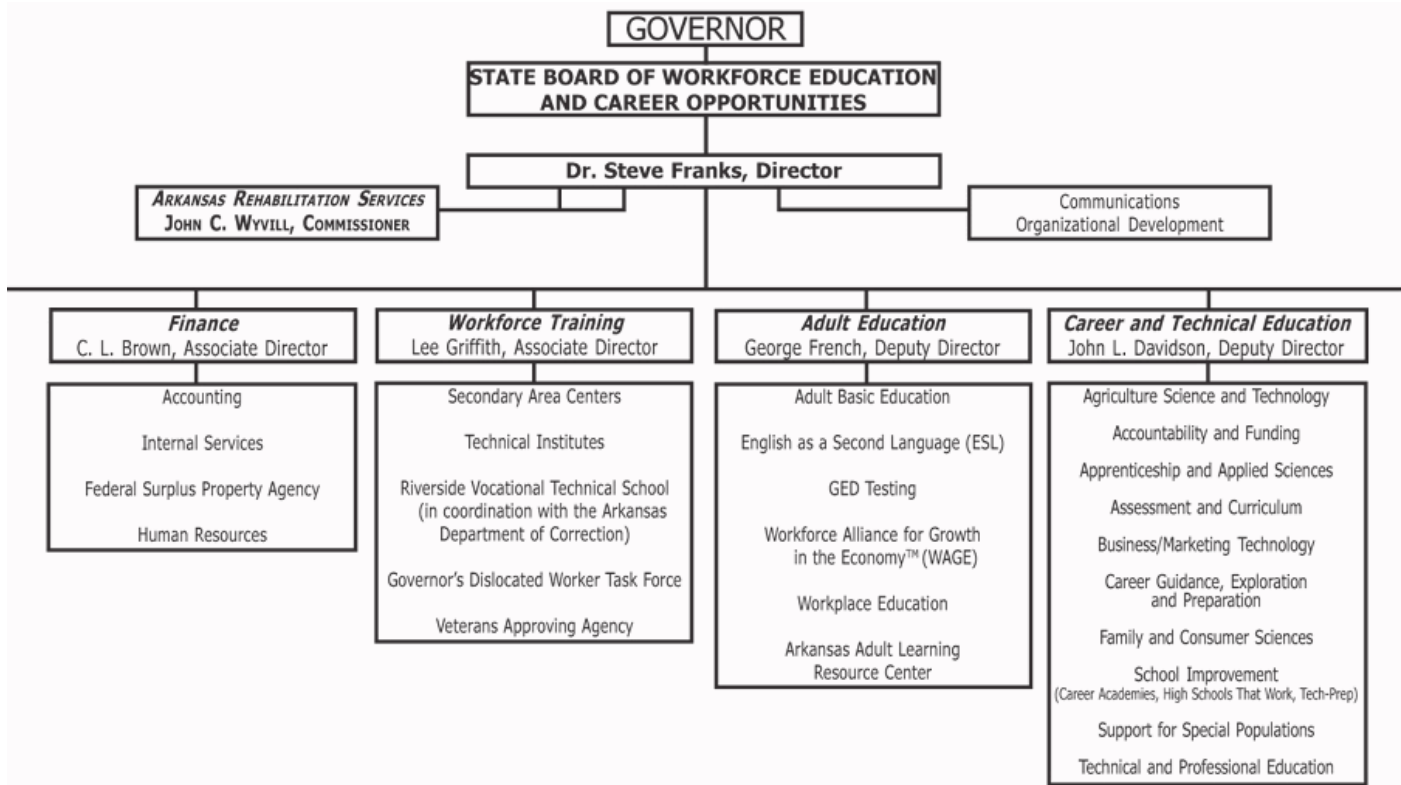 GOVERNOR
STATE BOARD OF WORKFORCE EDUCATION
AND CAREER OPPORTUNITIES
Dr. Steve Franks, Director
ARKANSAS REHABILITATION SERVICES
JOHN C. WYVILL, COMMISSIONER
Communications
Organizational Development
Finance
C. L. Brown, Associate Director
Accounting
Internal Services
Federal Surplus Property Agency
Human Resources
Workforce Training
Lee Griffith, Associate Director
Secondary Area Centers
Technical Institutes
Riverside Vocational Technical School
(in coordination with the Arkansas
Department of Correction)
Governor's Dislocated Worker Task Force
Veterans Approving Agency
Adult Education
George French, Deputy Director
Adult Basic Education
English as a Second Language (ESL)
GED Testing
Workforce Alliance for Growth
in the Economy™ (WAGE)
Workplace Education
Arkansas Adult Learning
Resource Center
Career and Technical Education
John L. Davidson, Deputy Director
Agriculture Science and Technology
Accountability and Funding
Apprenticeship and Applied Sciences
Assessment and Curriculum
Business/Marketing Technology
Career Guidance, Exploration
and Preparation
Family and Consumer Sciences
School Improvement
(Career Academies, High Schools That Work, Tech-Prep)
Support for Special Populations
Technical and Professional Education